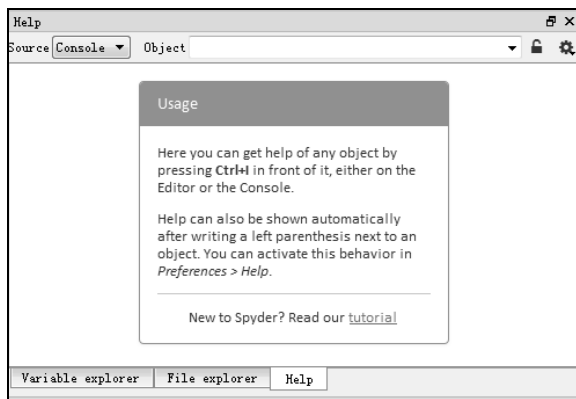 Help
Source Console Object
Usage
Here you can get help of any object by
pressing Ctrl+I in front of it, either on the
Editor or the Console.
Help can also be shown automatically
after writing a left parenthesis next to an
object. You can activate this behavior in
Preferences > Help.
New to Spyder? Read our tutorial
Variable explorer File explorer Help